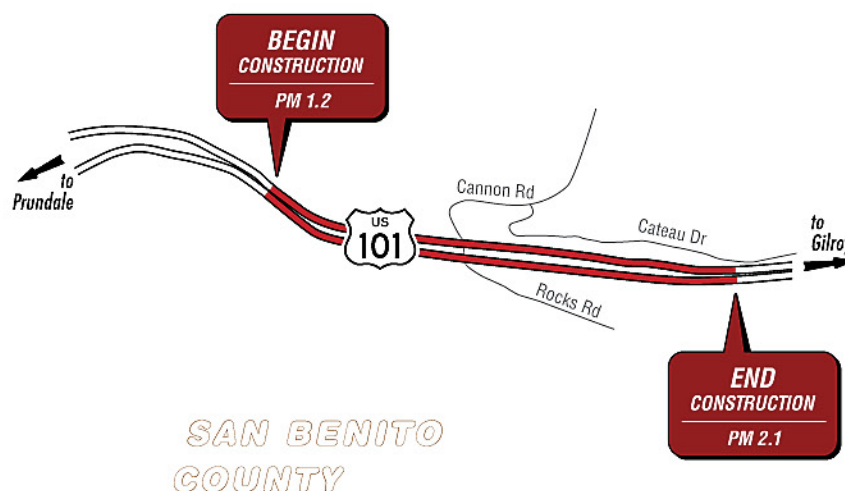 BEGIN
CONSTRUCTION
PM 1.2
to
Prundale
US
101
Cannon Rd
Cateau Dr
to
Gilroy
Rocks Rd
END
CONSTRUCTION
PM 2.1
SAN BENITO
COUNTY